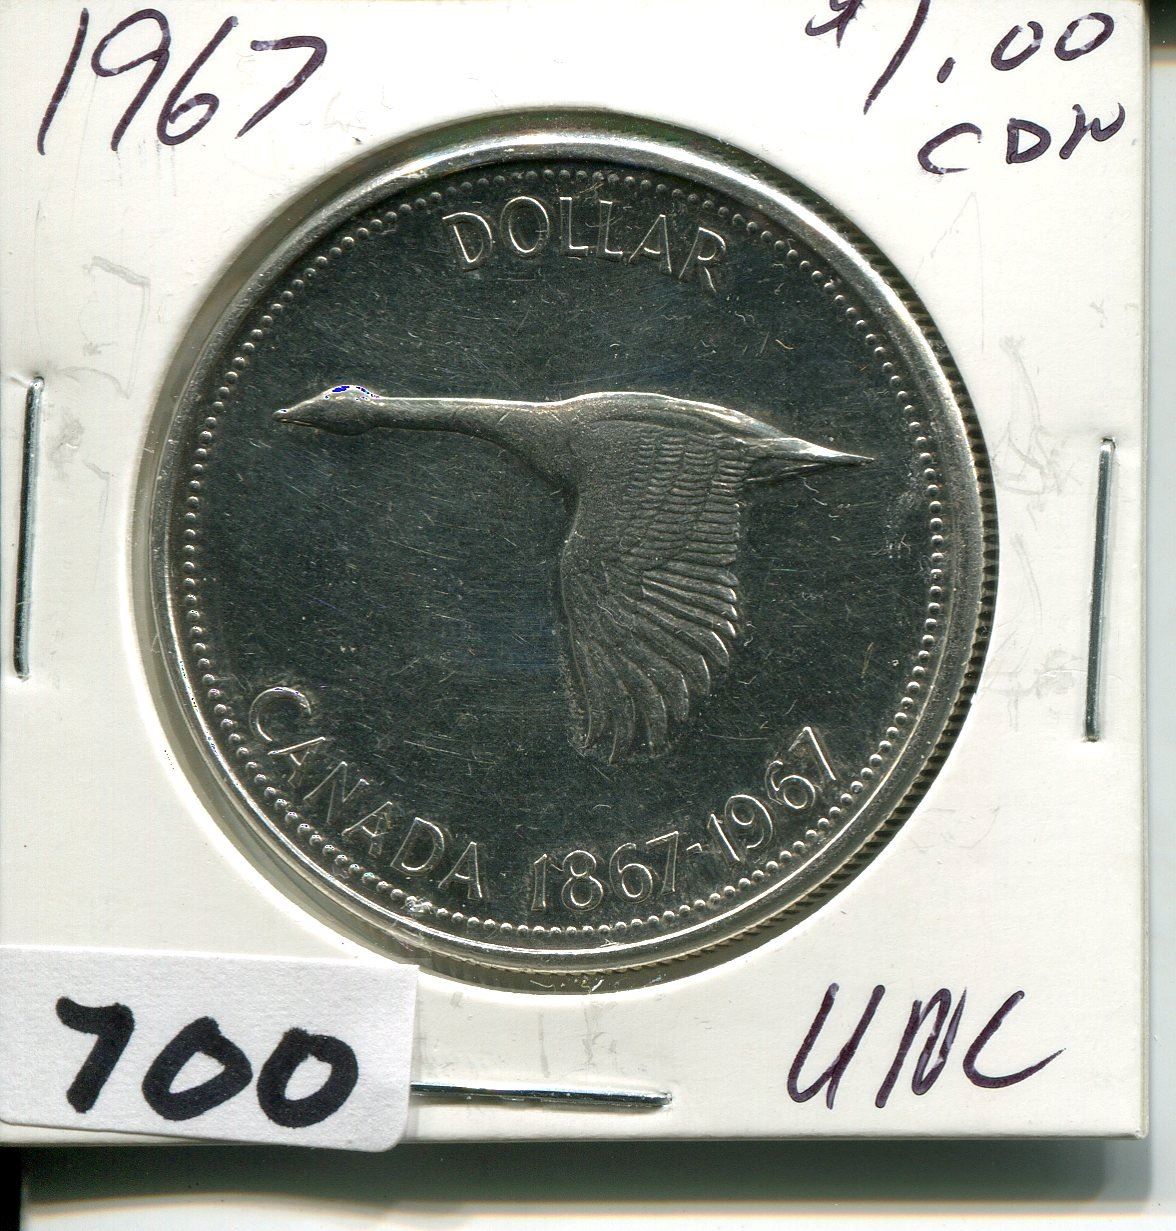 1967
$1.00
CDN
DOLLAR
CANADA 1867-1967
700
UNC